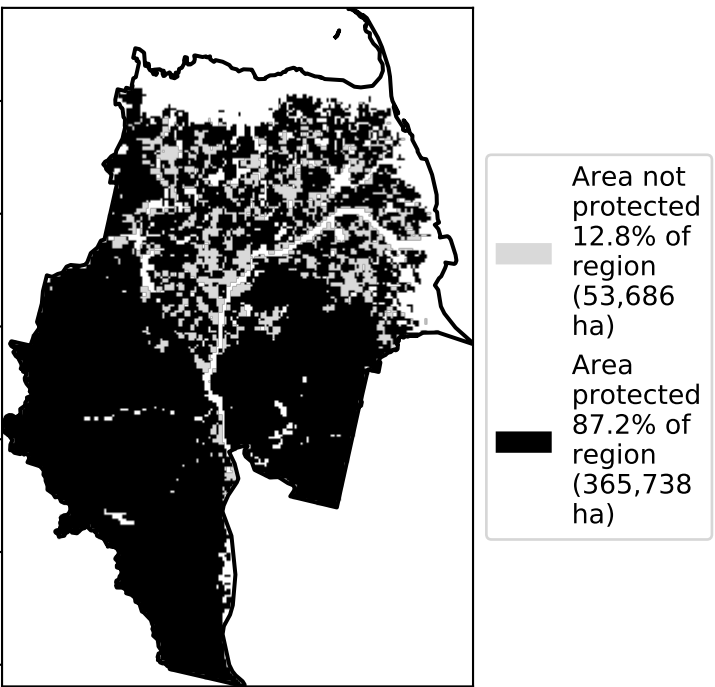 Area not
protected
12.8% of
region
(53,686
ha)
Area
protected
87.2% of
region
(365,738
ha)